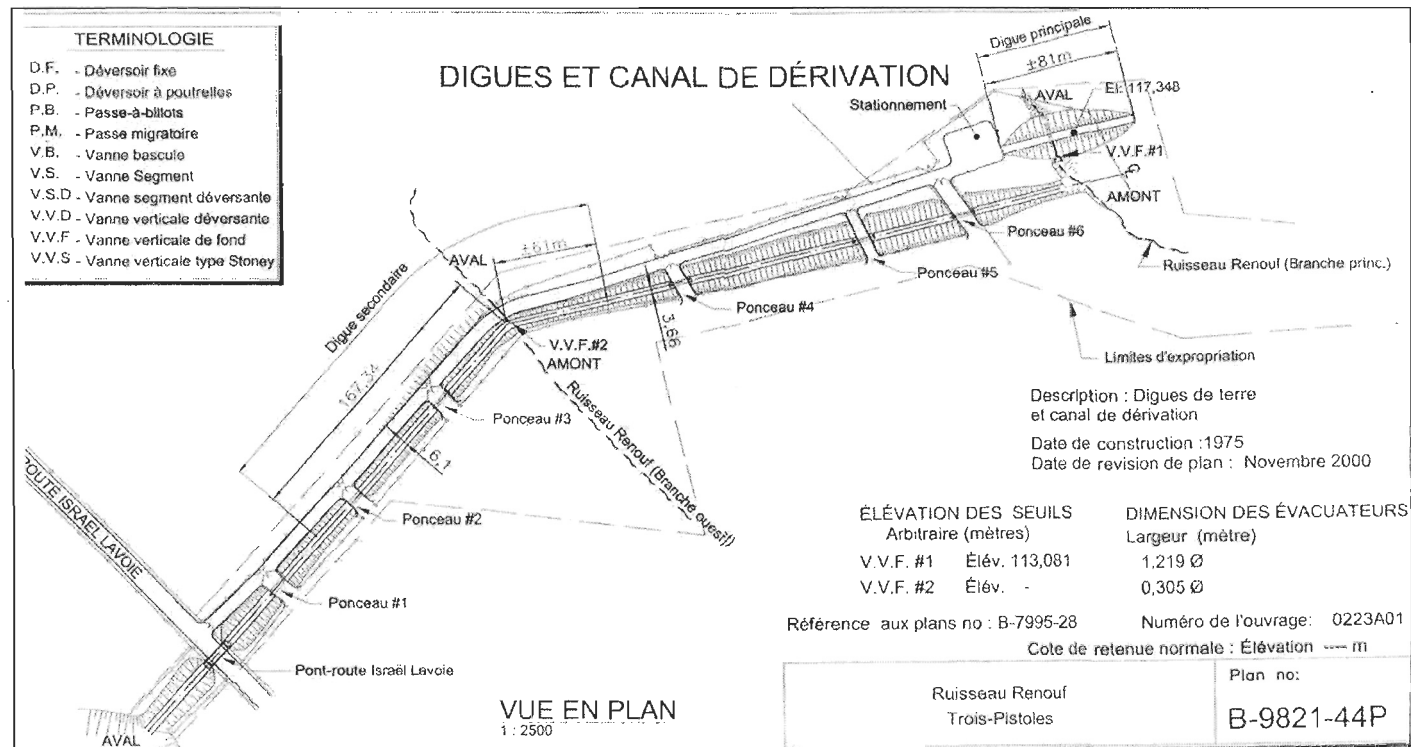 TERMINOLOGIE
D.F. - Déversoir fixe
D.P. - Déversoir à poutrelles
P.B. - Passe-à-billots
P.M. - Passe migratoire
V.B. - Vanne bascule
V.S. - Vanne Segment
V.S.D - Vanne segment déversante
V.V.D - Vanne verticale déversante
V.V.F - Vanne verticale de fond
V.V.S - Vanne verticale type Stoney
DIGUES ET CANAL DE DÉRIVATION
Digue principale
±81m
Stationnement
AVAL
El: 117,348
V.V.F.#1
AMONT
Ponceau #6
Ruisseau Renouf (Branche princ.)
Ponceau #5
Ponceau #4
±61m
AVAL
3,66
Digue secondaire
V.V.F.#2
AMONT
167,34
Ruisseau Renouf (Branche ouest)
Limites d'expropriation
Ponceau #3
6,1
Ponceau #2
ROUTE ISRAEL LAVOIE
Ponceau #1
Pont-route Israël Lavoie
AVAL
Description : Digues de terre
et canal de dérivation
Date de construction :1975
Date de revision de plan : Novembre 2000
ÉLÉVATION DES SEUILS
Arbitraire (mètres)
V.V.F. #1 Élév. 113,081
V.V.F. #2 Élév. -
DIMENSION DES ÉVACUATEURS
Largeur (mètre)
1,219 Ø
0,305 Ø
Référence aux plans no : B-7995-28
Numéro de l'ouvrage: 0223A01
Cote de retenue normale : Élévation ---- m
VUE EN PLAN
1 : 2500
Ruisseau Renouf
Trois-Pistoles
Plan no:
B-9821-44P